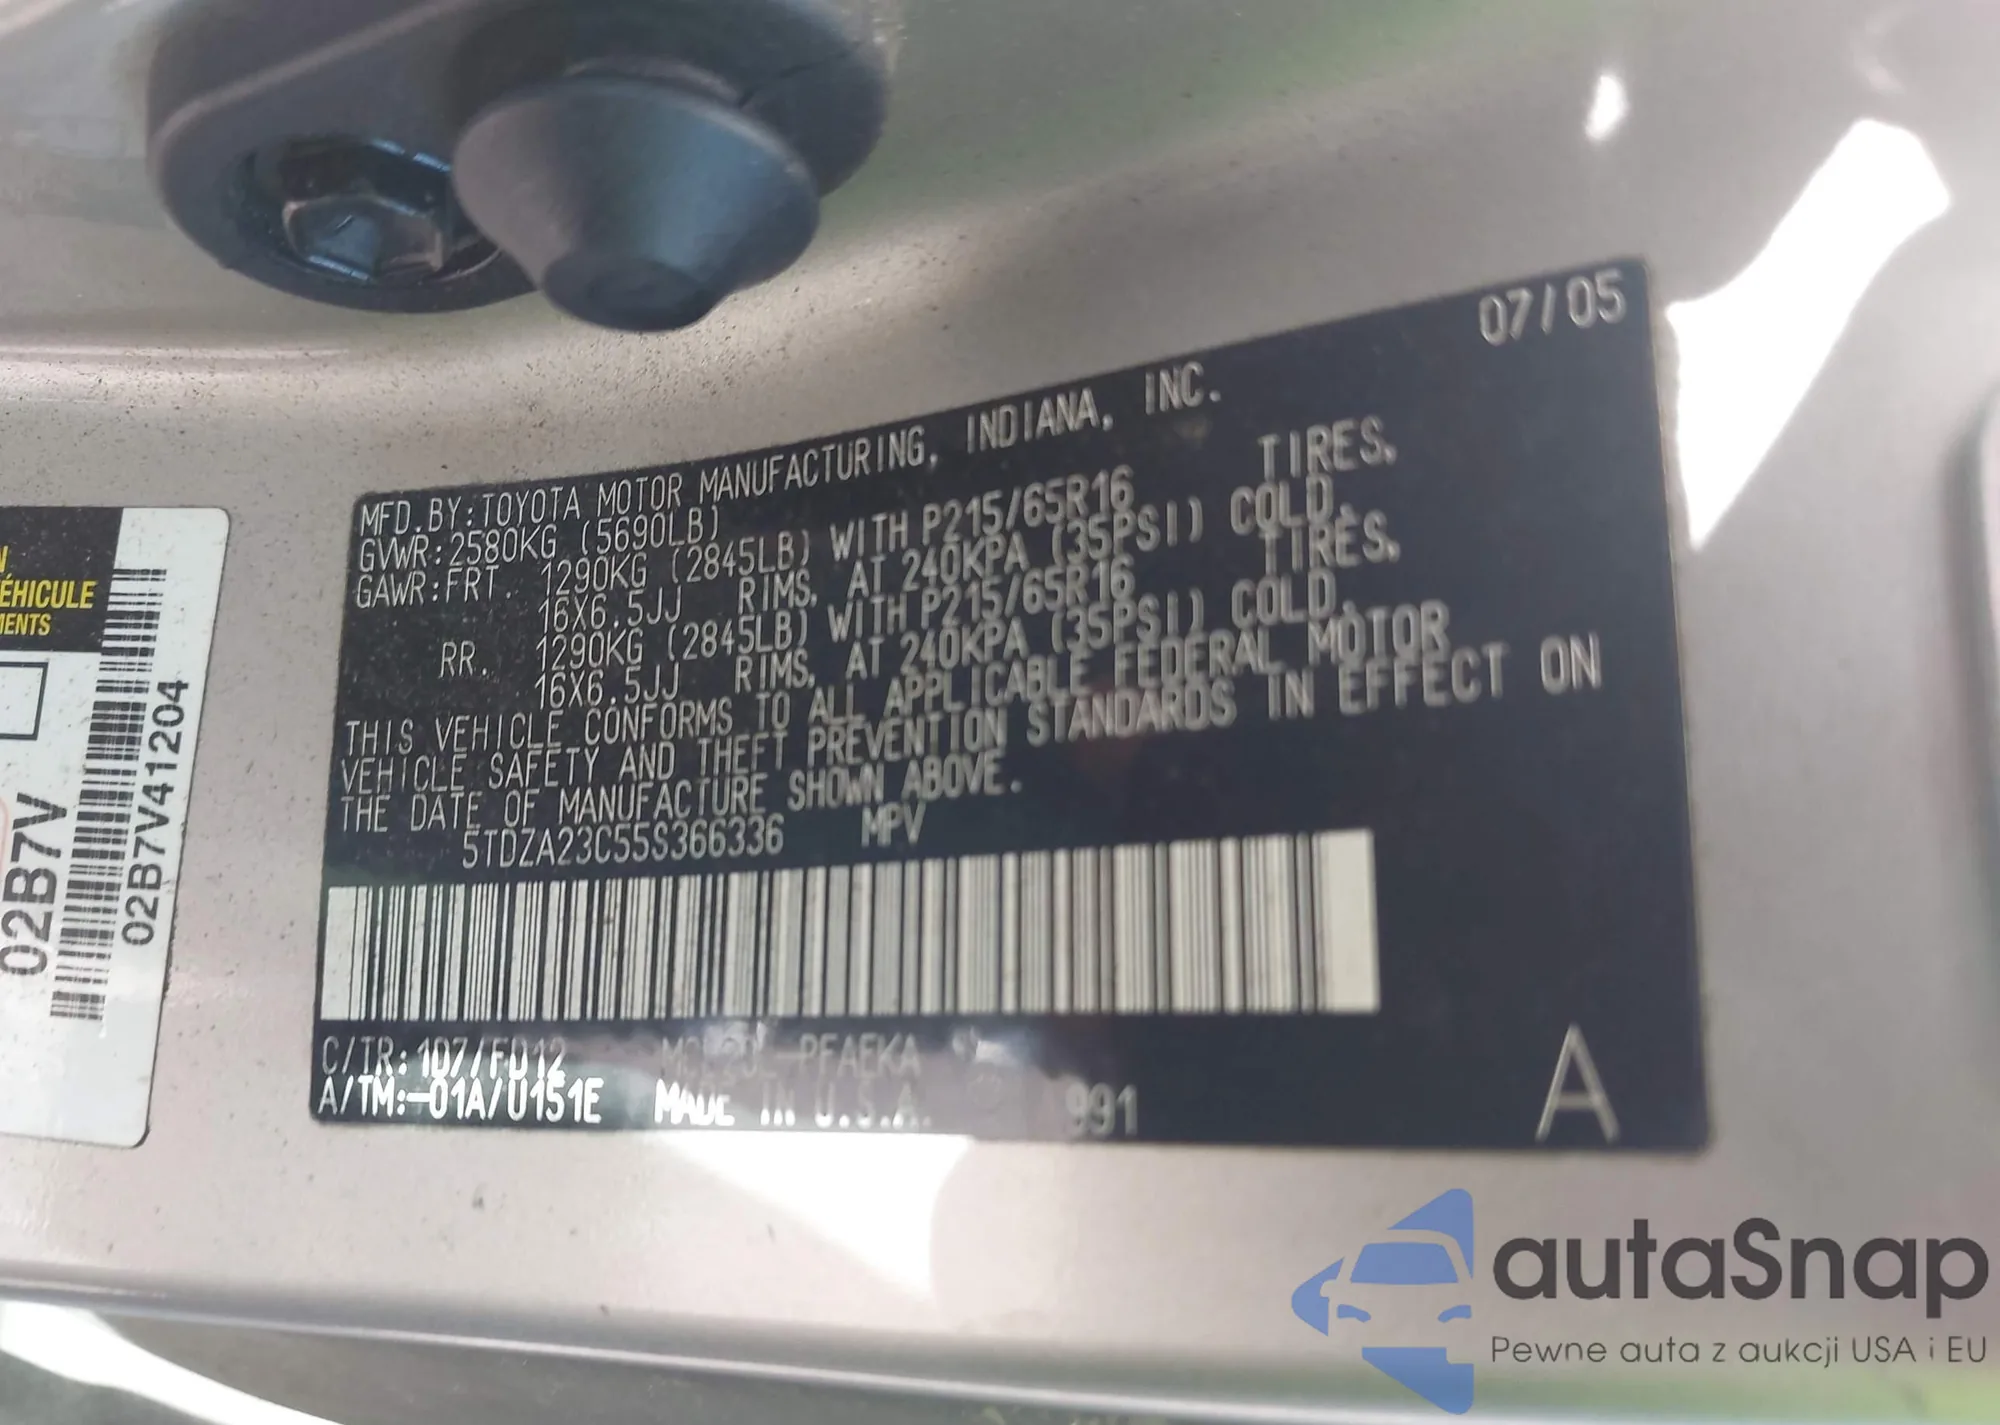 07/05
MFD.BY:TOYOTA MOTOR MANUFACTURING, INDIANA, INC.
GVWR:2580KG (5690LB)
GAWR:FRT. 1290KG (2845LB) WITH P215/65R16 TIRES,
16X6.5JJ RIMS, AT 240KPA (35PSI) COLD.
RR. 1290KG (2845LB) WITH P215/65R16 TIRES,
16X6.5JJ RIMS, AT 240KPA (35PSI) COLD.
THIS VEHICLE CONFORMS TO ALL APPLICABLE FEDERAL MOTOR
VEHICLE SAFETY AND THEFT PREVENTION STANDARDS IN EFFECT ON
THE DATE OF MANUFACTURE SHOWN ABOVE.
5TDZA23C55S366336 MPV
C/TR:1D7/FD12
A/TM:-01A/U151E MADE IN U.S.A. 991
A
ÉHICULE
02B7V
02B7V41204
autaSnap
Pewne auta z aukcji USA i EU